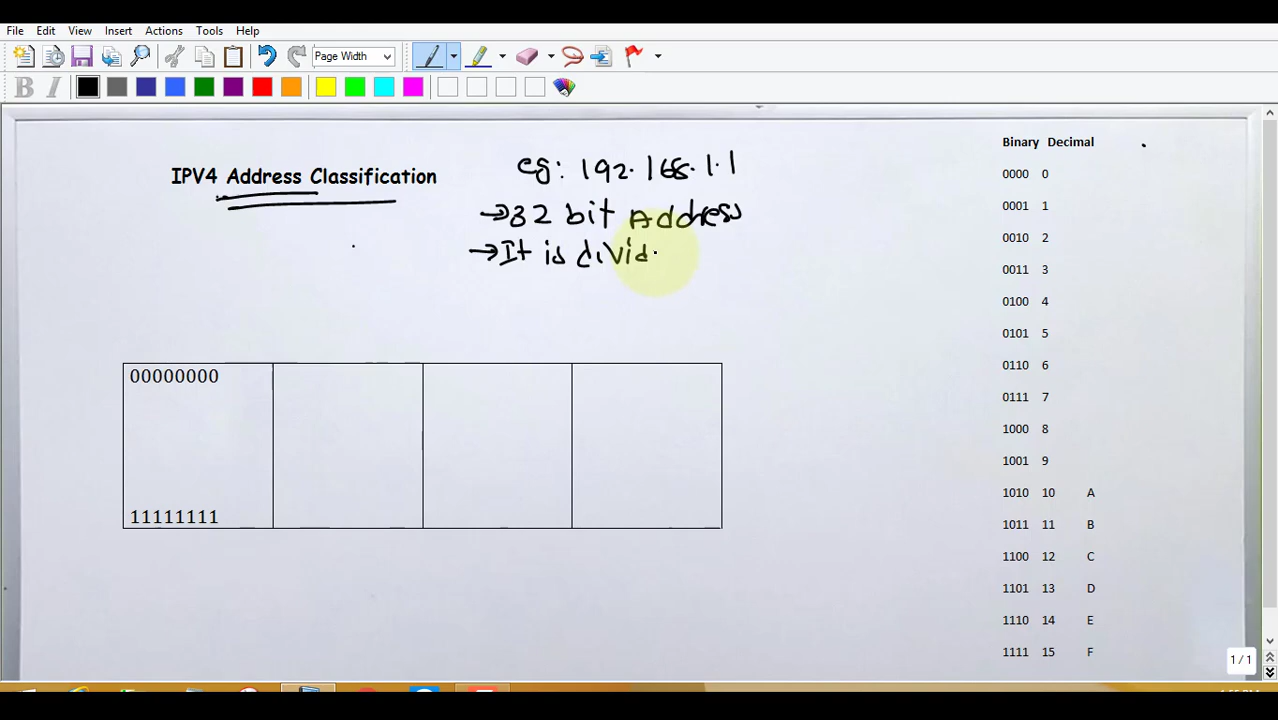 File Edit View Insert Actions Tools Help
Page Width
B I
IPV4 Address Classification
eg: 192.168.1.1
→32 bit Address
→It is divid
00000000
11111111
Binary Decimal
0000 0
0001 1
0010 2
0011 3
0100 4
0101 5
0110 6
0111 7
1000 8
1001 9
1010 10 A
1011 11 B
1100 12 C
1101 13 D
1110 14 E
1111 15 F
1 / 1